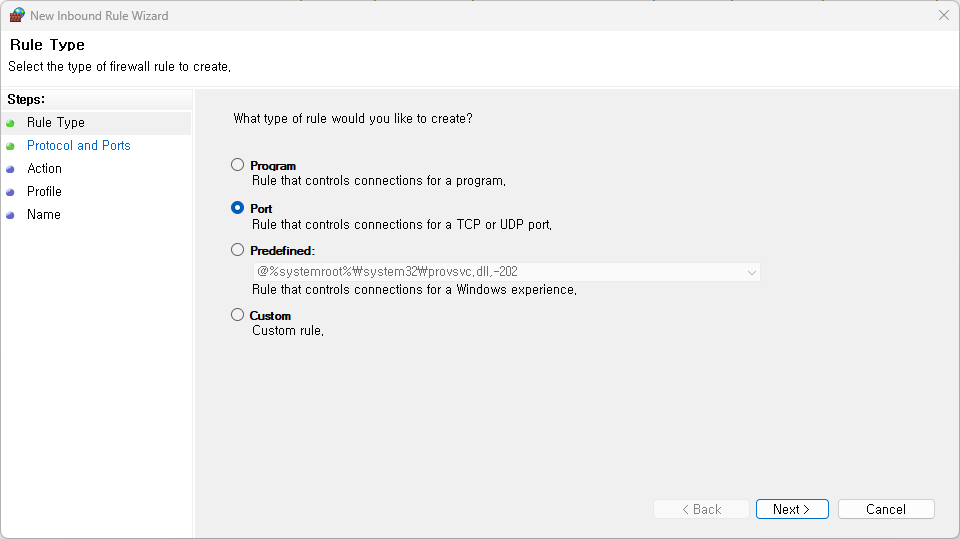 New Inbound Rule Wizard
Rule Type
Select the type of firewall rule to create.
Steps:
Rule Type
Protocol and Ports
Action
Profile
Name
What type of rule would you like to create?
Program
Rule that controls connections for a program.
Port
Rule that controls connections for a TCP or UDP port.
Predefined:
@%systemroot%₩system32₩provsvc.dll,-202
Rule that controls connections for a Windows experience.
Custom
Custom rule.
< Back
Next >
Cancel